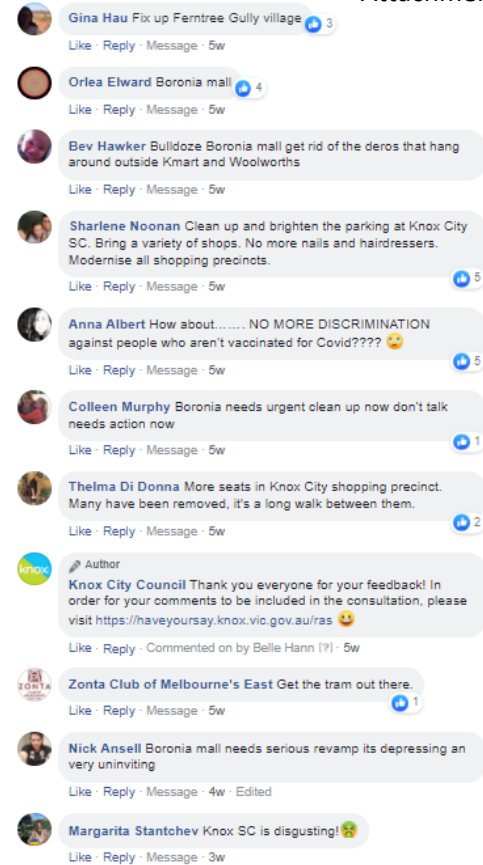 Attachme
Gina Hau Fix up Ferntree Gully village
3
Like · Reply · Message · 5w
Orlea Elward Boronia mall
4
Like · Reply · Message · 5w
Bev Hawker Bulldoze Boronia mall get rid of the deros that hang
around outside Kmart and Woolworths
Like · Reply · Message · 5w
Sharlene Noonan Clean up and brighten the parking at Knox City
SC. Bring a variety of shops. No more nails and hairdressers.
Modernise all shopping precincts.
5
Like · Reply · Message · 5w
Anna Albert How about....... NO MORE DISCRIMINATION
against people who aren't vaccinated for Covid???? 🙄
5
Like · Reply · Message · 5w
Colleen Murphy Boronia needs urgent clean up now don't talk
needs action now
1
Like · Reply · Message · 5w
Thelma Di Donna More seats in Knox City shopping precinct.
Many have been removed, it's a long walk between them.
2
Like · Reply · Message · 5w
knox
Author
Knox City Council Thank you everyone for your feedback! In
order for your comments to be included in the consultation, please
visit https://haveyoursay.knox.vic.gov.au/ras 😀
Like · Reply · Commented on by Belle Hann [?] · 5w
ZONTA
Zonta Club of Melbourne's East Get the tram out there.
1
Like · Reply · Message · 5w
Nick Ansell Boronia mall needs serious revamp its depressing an
very uninviting
Like · Reply · Message · 4w · Edited
Margarita Stantchev Knox SC is disgusting!🤮
Like · Reply · Message · 3w